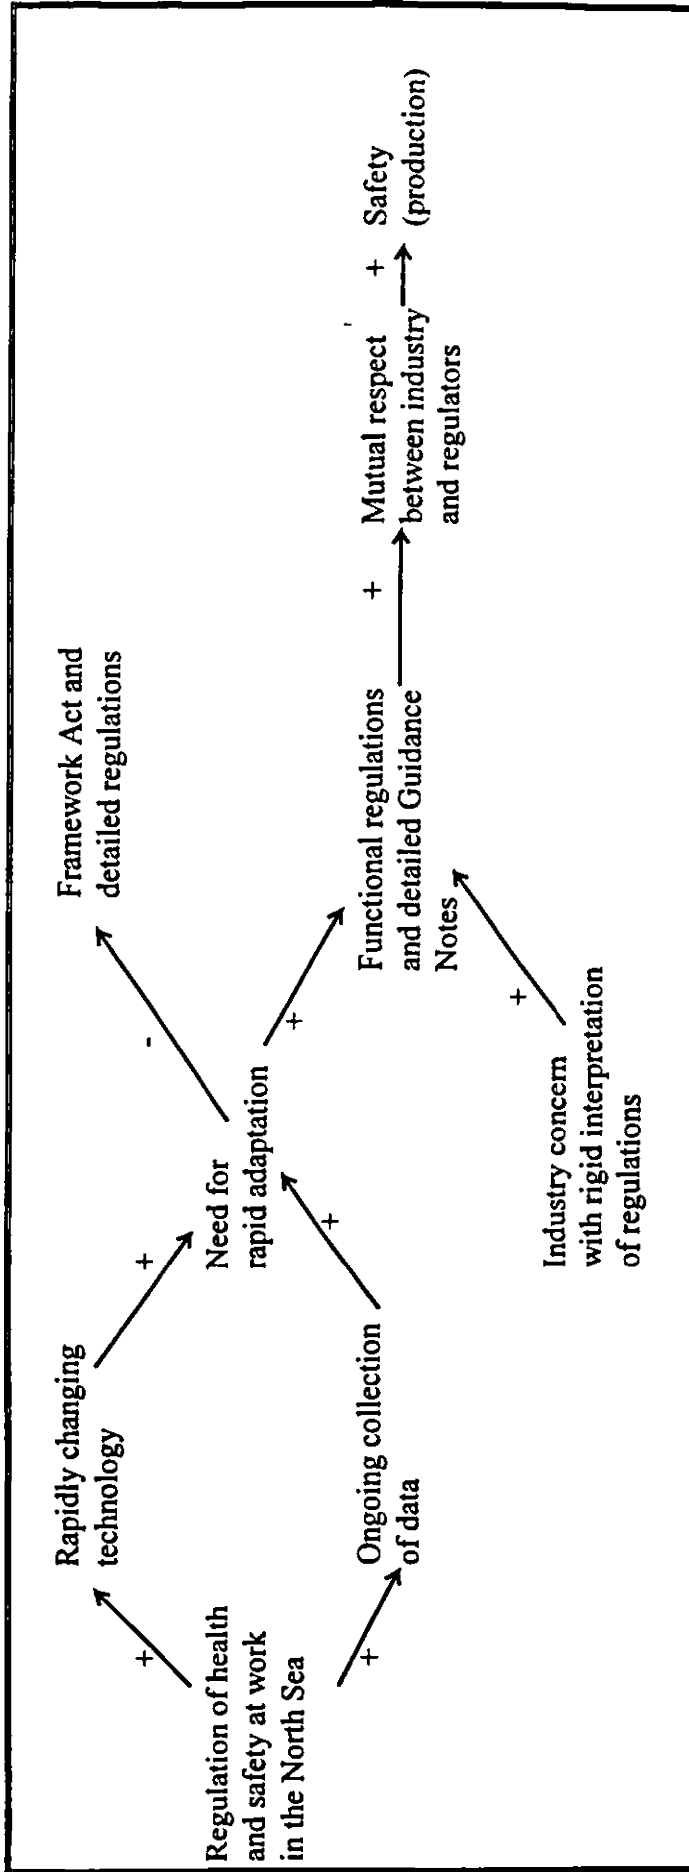 Regulation of health
and safety at work
in the North Sea
+
+
Rapidly changing
technology
Ongoing collection
of data
+
+
Need for
rapid adaptation
-
+
Framework Act and
detailed regulations
Functional regulations
and detailed Guidance
Notes
Industry concern
with rigid interpretation
of regulations
+
+
Mutual respect
between industry
and regulators
+
Safety
(production)